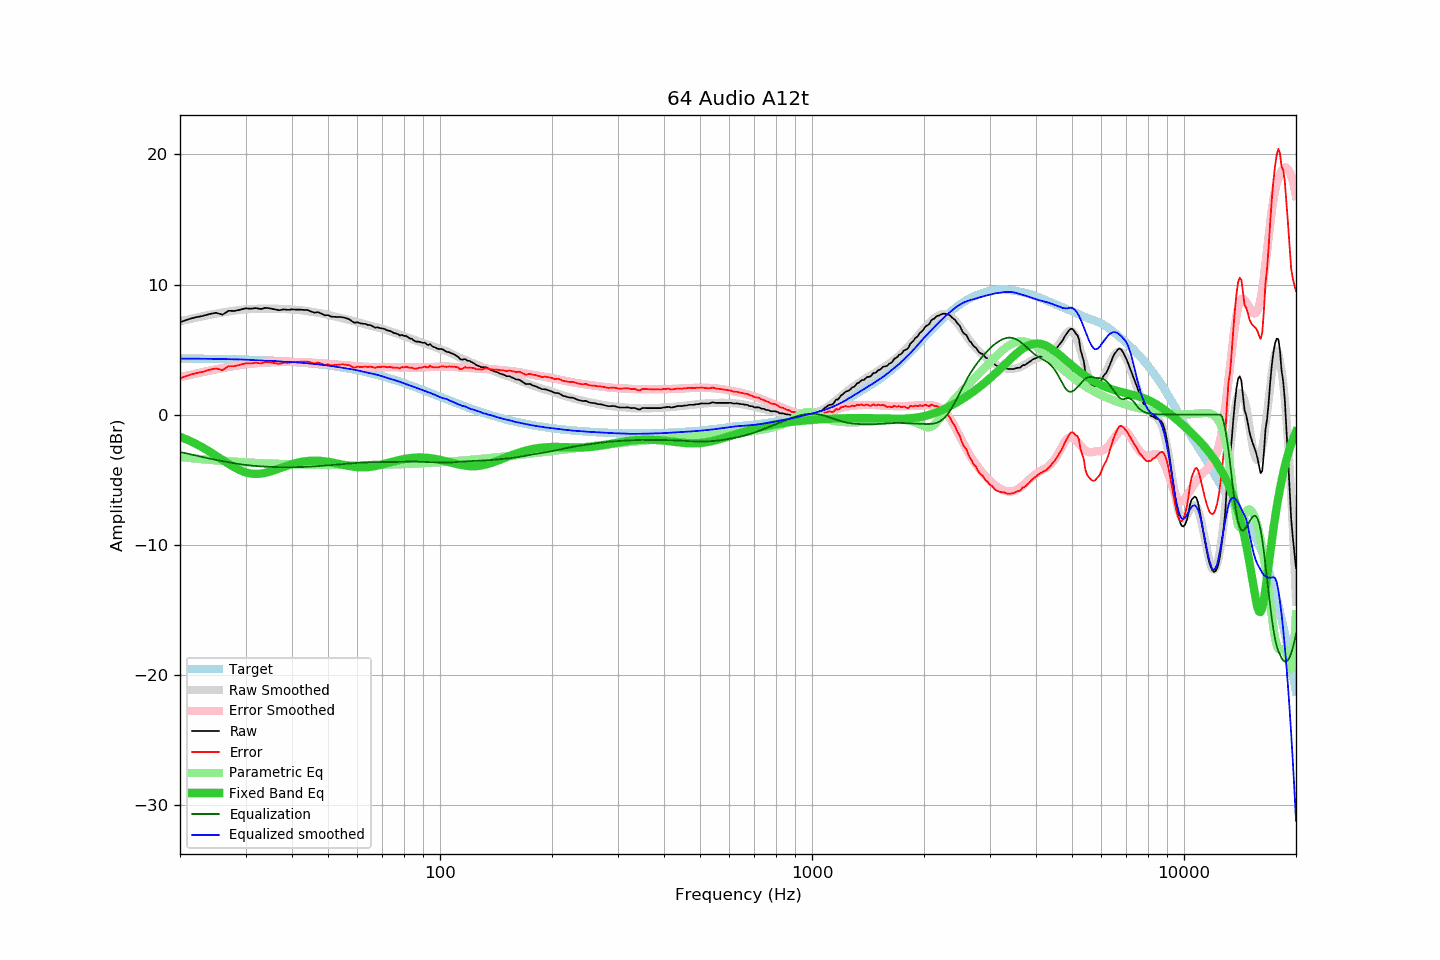 64 Audio A12t
20
10
0
−10
−20
−30
Amplitude (dBr)
Target
Raw Smoothed
Error Smoothed
Raw
Error
Parametric Eq
Fixed Band Eq
Equalization
Equalized smoothed
100
1000
10000
Frequency (Hz)